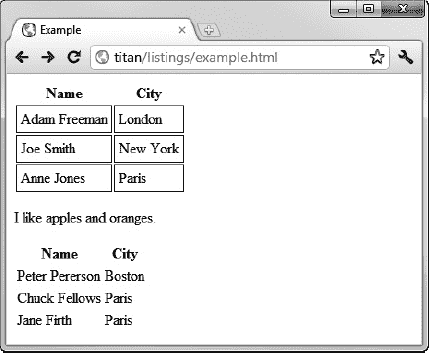 Example
titan/listings/example.html
Name City
Adam Freeman London
Joe Smith New York
Anne Jones Paris
I like apples and oranges.
Name City
Peter Pererson Boston
Chuck Fellows Paris
Jane Firth Paris